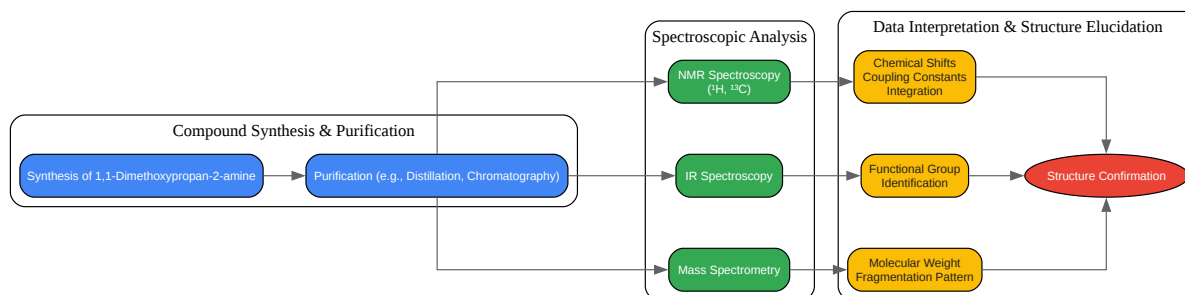 Compound Synthesis & Purification
Synthesis of 1,1-Dimethoxypropan-2-amine
Purification (e.g., Distillation, Chromatography)
Spectroscopic Analysis
NMR Spectroscopy
(¹H, ¹³C)
IR Spectroscopy
Mass Spectrometry
Data Interpretation & Structure Elucidation
Chemical Shifts
Coupling Constants
Integration
Functional Group
Identification
Molecular Weight
Fragmentation Pattern
Structure Confirmation